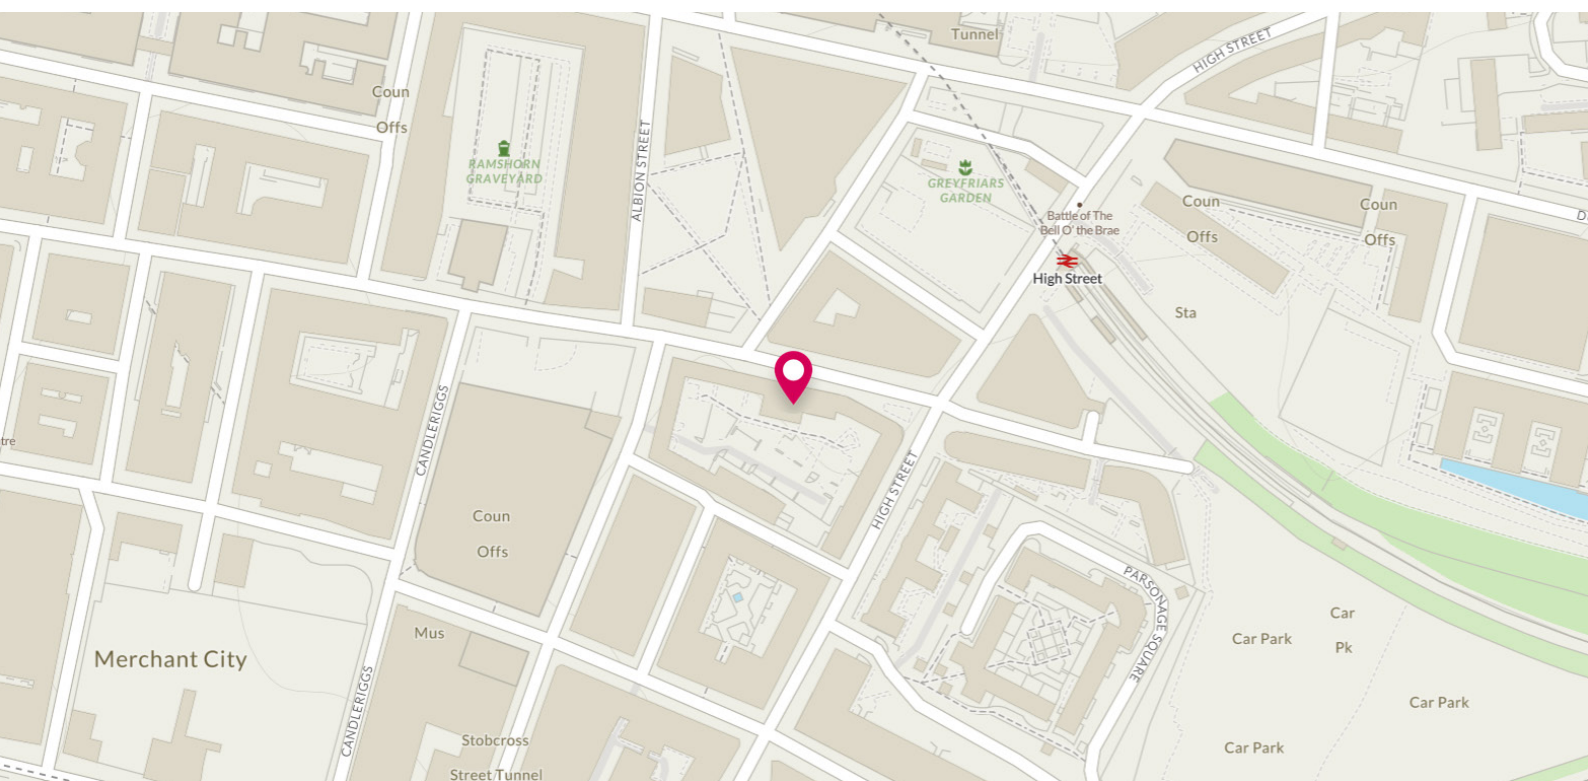 Tunnel
HIGH STREET
Coun
Offs
ALBION STREET
RAMSHORN
GRAVEYARD
GREYFRIARS
GARDEN
Battle of The
Bell O' the Brae
Coun
Offs
Coun
Offs
High Street
Sta
CANDLERIGGS
tre
HIGH STREET
Coun
Offs
PARSONAGE SQUARE
Mus
Merchant City
CANDLERIGGS
Car Park
Car
Pk
Car Park
Car Park
Stobcross
Street Tunnel